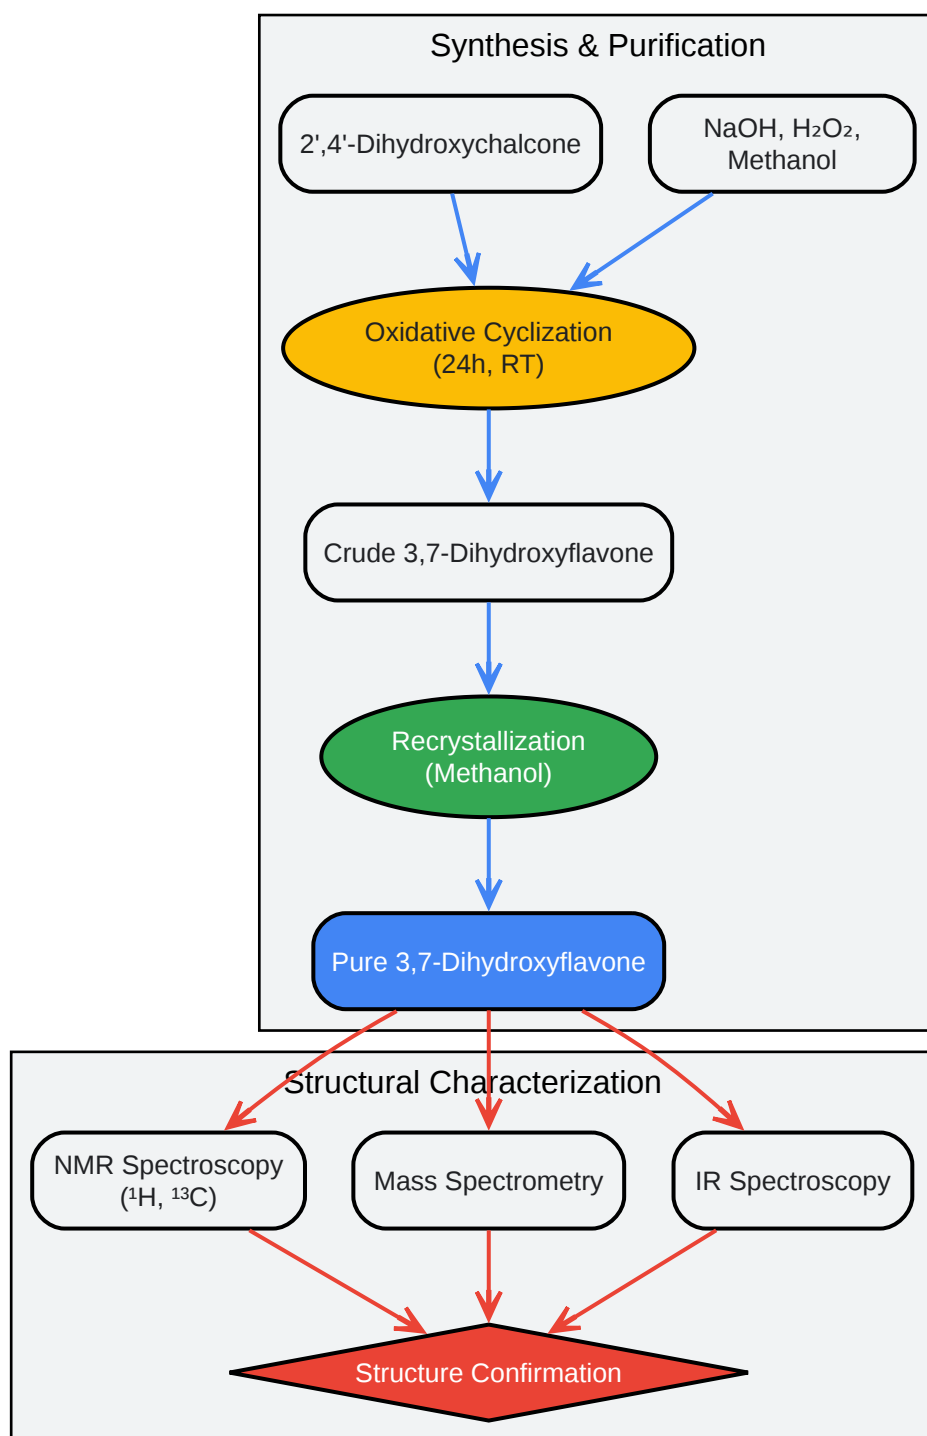 Synthesis & Purification
2',4'-Dihydroxychalcone
NaOH, H₂O₂,
Methanol
Oxidative Cyclization
(24h, RT)
Crude 3,7-Dihydroxyflavone
Recrystallization
(Methanol)
Pure 3,7-Dihydroxyflavone
Structural Characterization
NMR Spectroscopy
(¹H, ¹³C)
Mass Spectrometry
IR Spectroscopy
Structure Confirmation